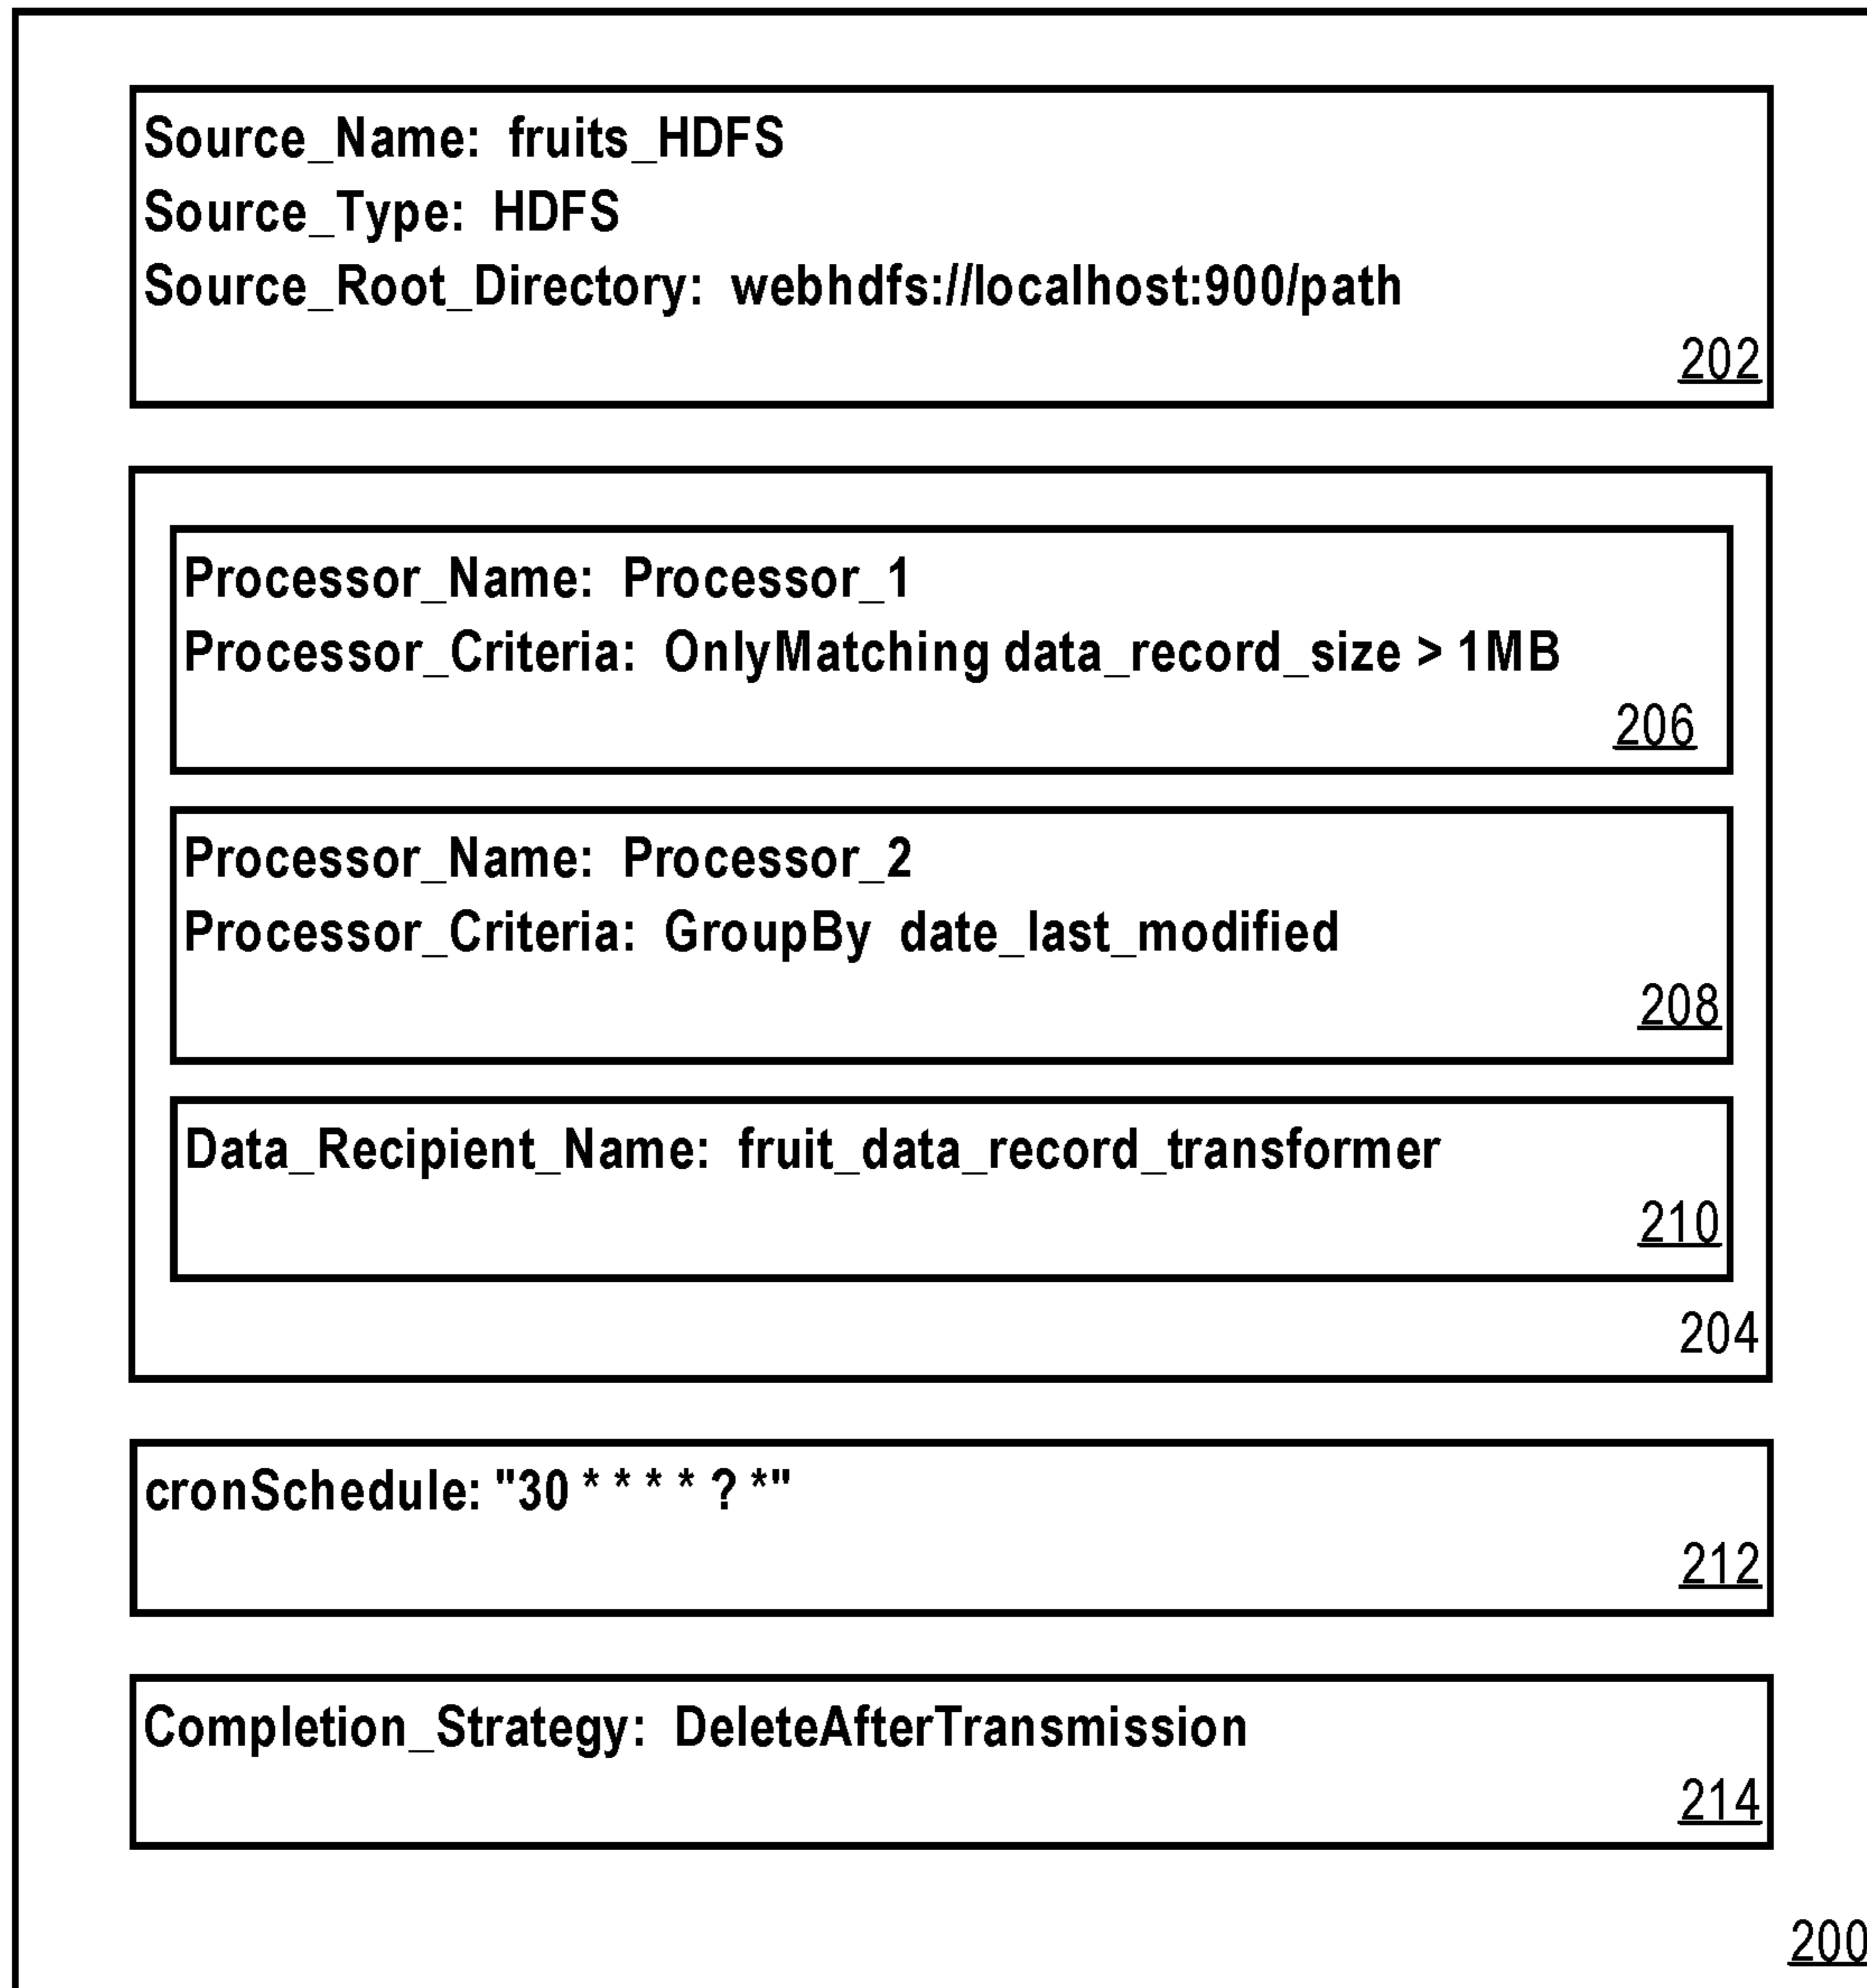 Source_Name: fruits_HDFS
Source_Type: HDFS
Source_Root_Directory: webhdfs://localhost:900/path
202
Processor_Name: Processor_1
Processor_Criteria: OnlyMatching data_record_size > 1MB
206
Processor_Name: Processor_2
Processor_Criteria: GroupBy date_last_modified
208
Data_Recipient_Name: fruit_data_record_transformer
210
204
cronSchedule: "30 * * * * ? *"
212
Completion_Strategy: DeleteAfterTransmission
214
200